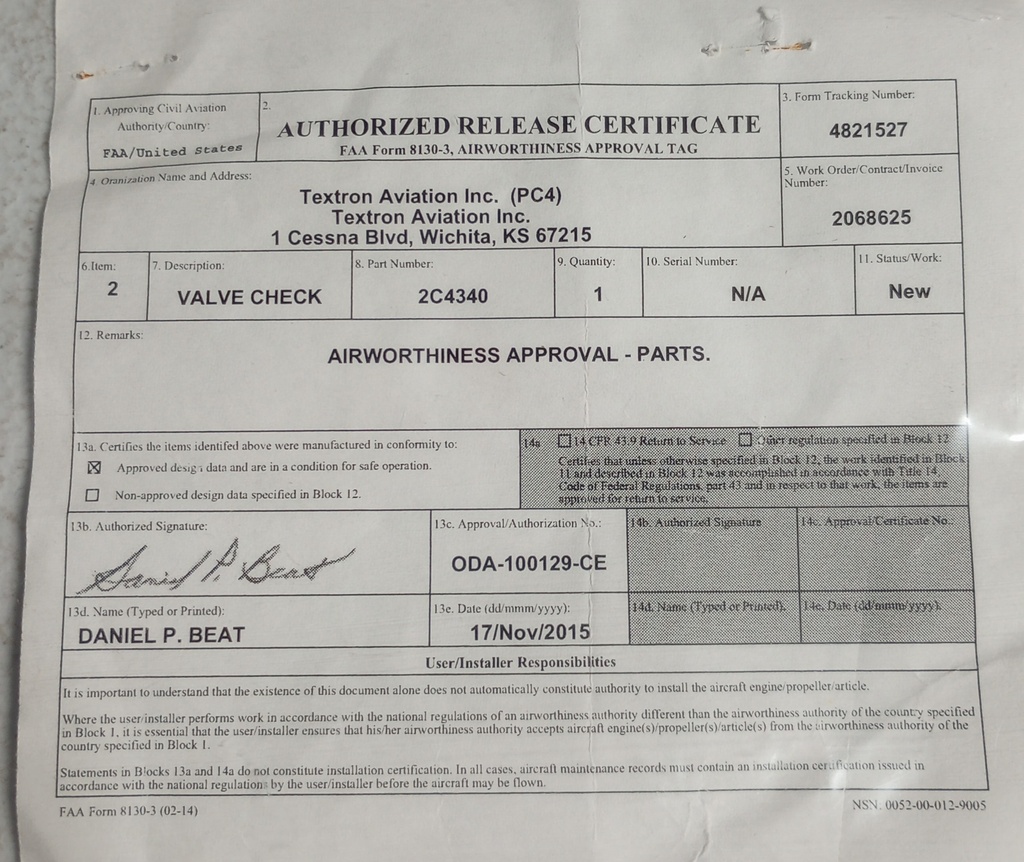 1. Approving Civil Aviation
Authority/Country:
FAA/United States
2.
AUTHORIZED RELEASE CERTIFICATE
FAA Form 8130-3, AIRWORTHINESS APPROVAL TAG
3. Form Tracking Number:
4821527
4 Oranization Name and Address:
Textron Aviation Inc. (PC4)
Textron Aviation Inc.
1 Cessna Blvd, Wichita, KS 67215
5. Work Order/Contract/Invoice
Number:
2068625
6.Item:
2
7. Description:
VALVE CHECK
8. Part Number:
2C4340
9. Quantity:
1
10. Serial Number:
N/A
11. Status/Work:
New
12. Remarks:
AIRWORTHINESS APPROVAL - PARTS.
13a. Certifies the items identifed above were manufactured in conformity to:
Approved design data and are in a condition for safe operation.
Non-approved design data specified in Block 12.
14a 14 CFR 43.9 Return to Service Other regulation specified in Block 12
Certifies that unless otherwise specified in Block 12, the work identified in Block
11 and described in Block 12 was accomplished in accordance with Title 14,
Code of Federal Regulations, part 43 and in respect to that work, the items are
approved for return to service.
13b. Authorized Signature:
Daniel P. Beat
13c. Approval/Authorization No.:
ODA-100129-CE
14b. Authorized Signature
14c. Approval/Certificate No.:
13d. Name (Typed or Printed):
DANIEL P. BEAT
13e. Date (dd/mmm/yyyy):
17/Nov/2015
14d. Name (Typed or Printed).
14e. Date (dd/mmm/yyyy).
User/Installer Responsibilities
It is important to understand that the existence of this document alone does not automatically constitute authority to install the aircraft engine/propeller/article.
Where the user/installer performs work in accordance with the national regulations of an airworthiness authority different than the airworthiness authority of the country specified
in Block 1, it is essential that the user/installer ensures that his/her airworthiness authority accepts aircraft engine(s)/propeller(s)/article(s) from the airworthiness authority of the
country specified in Block 1.
Statements in Blocks 13a and 14a do not constitute installation certification. In all cases, aircraft maintenance records must contain an installation certification issued in
accordance with the national regulations by the user/installer before the aircraft may be flown.
FAA Form 8130-3 (02-14)
NSN. 0052-00-012-9005